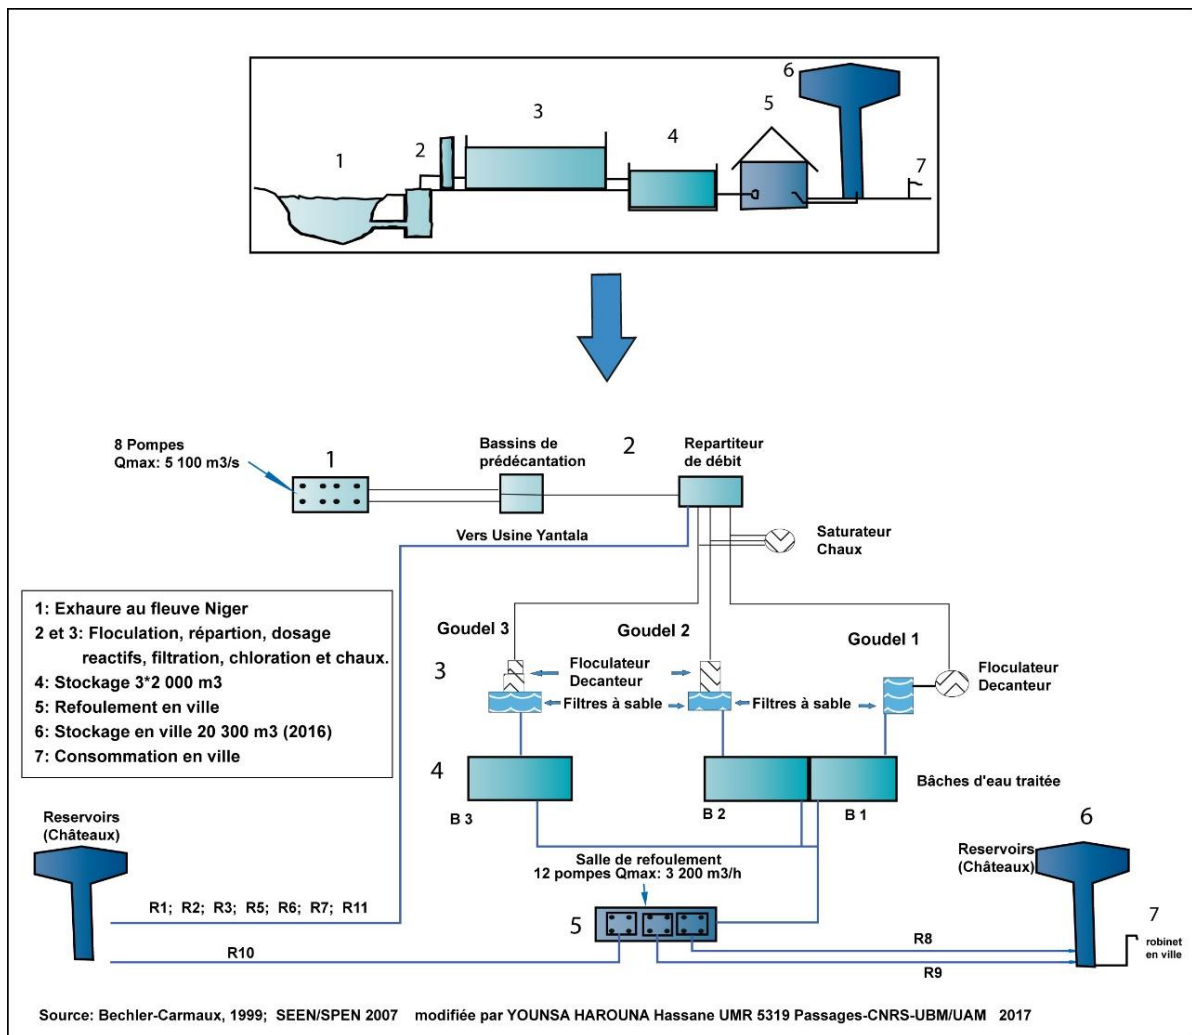 1
2
3
4
5
6
7
8 Pompes
Qmax: 5 100 m3/s
1
Bassins de
prédécantation
2
Repartiteur
de débit
Vers Usine Yantala
Saturateur
Chaux
1: Exhaure au fleuve Niger
2 et 3: Floculation, répartion, dosage
reactifs, filtration, chloration et chaux.
4: Stockage 3*2 000 m3
5: Refoulement en ville
6: Stockage en ville 20 300 m3 (2016)
7: Consommation en ville
Goudel 3
Goudel 2
Goudel 1
3
Floculateur
Decanteur
Floculateur
Decanteur
Filtres à sable
Filtres à sable
4
Bâches d'eau traitée
B 3
B 2
B 1
Reservoirs
(Châteaux)
6
Reservoirs
(Châteaux)
Salle de refoulement
12 pompes Qmax: 3 200 m3/h
R1; R2; R3; R5; R6; R7; R11
5
7
robinet
en ville
R10
R8
R9
Source: Bechler-Carmaux, 1999; SEEN/SPEN 2007 modifiée par YOUNSA HAROUNA Hassane UMR 5319 Passages-CNRS-UBM/UAM 2017